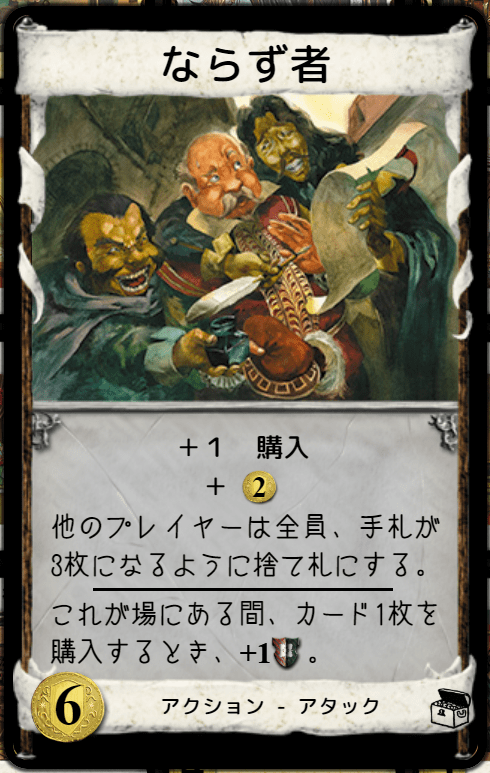 ならず者
+1 購入
+ 2
他のプレイヤーは全員、手札が
3枚になるように捨て札にする。
これが場にある間、カード1枚を
購入するとき、+1。
6
アクション - アタック